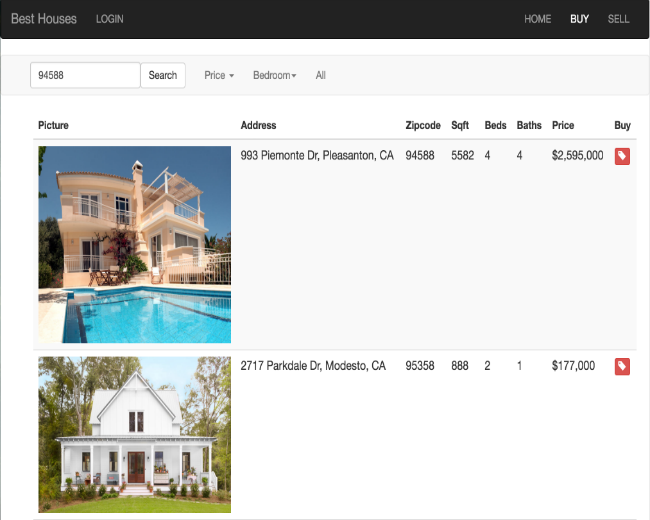 Best Houses LOGIN HOME BUY SELL
94588 Search Price Bedroom All
Picture Address Zipcode Sqft Beds Baths Price Buy
993 Piemonte Dr, Pleasanton, CA 94588 5582 4 4 $2,595,000
2717 Parkdale Dr, Modesto, CA 95358 888 2 1 $177,000